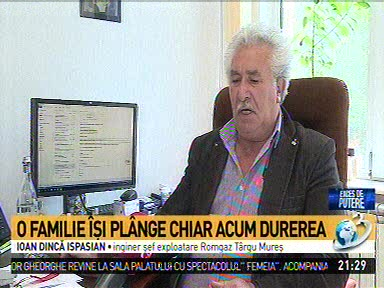 EXCES DE
PUTERE
O FAMILIE ÎȘI PLÂNGE CHIAR ACUM DUREREA
IOAN DINCĂ ISPASIAN • inginer șef exploatare Romgaz Târgu Mureș
OR GHEORGHE REVINE LA SALA PALATULUI CU SPECTACOLUL "FEMEIA". ACOMPANIA
21:29